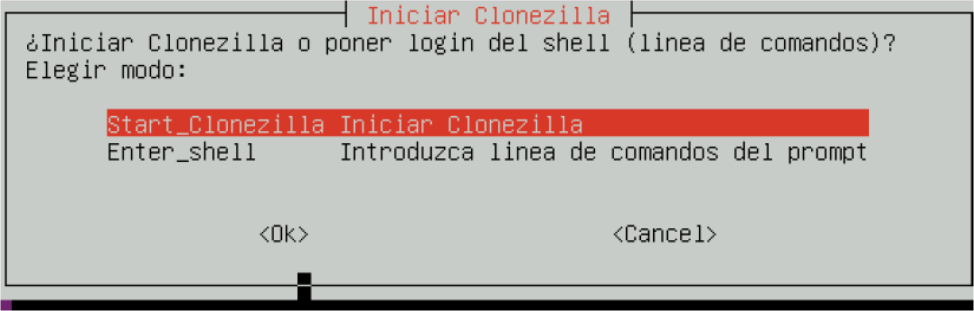 Iniciar Clonezilla
¿Iniciar Clonezilla o poner login del shell (linea de comandos)?
Elegir modo:
Start_Clonezilla Iniciar Clonezilla
Enter_shell Introduzca linea de comandos del prompt
<Ok> <Cancel>